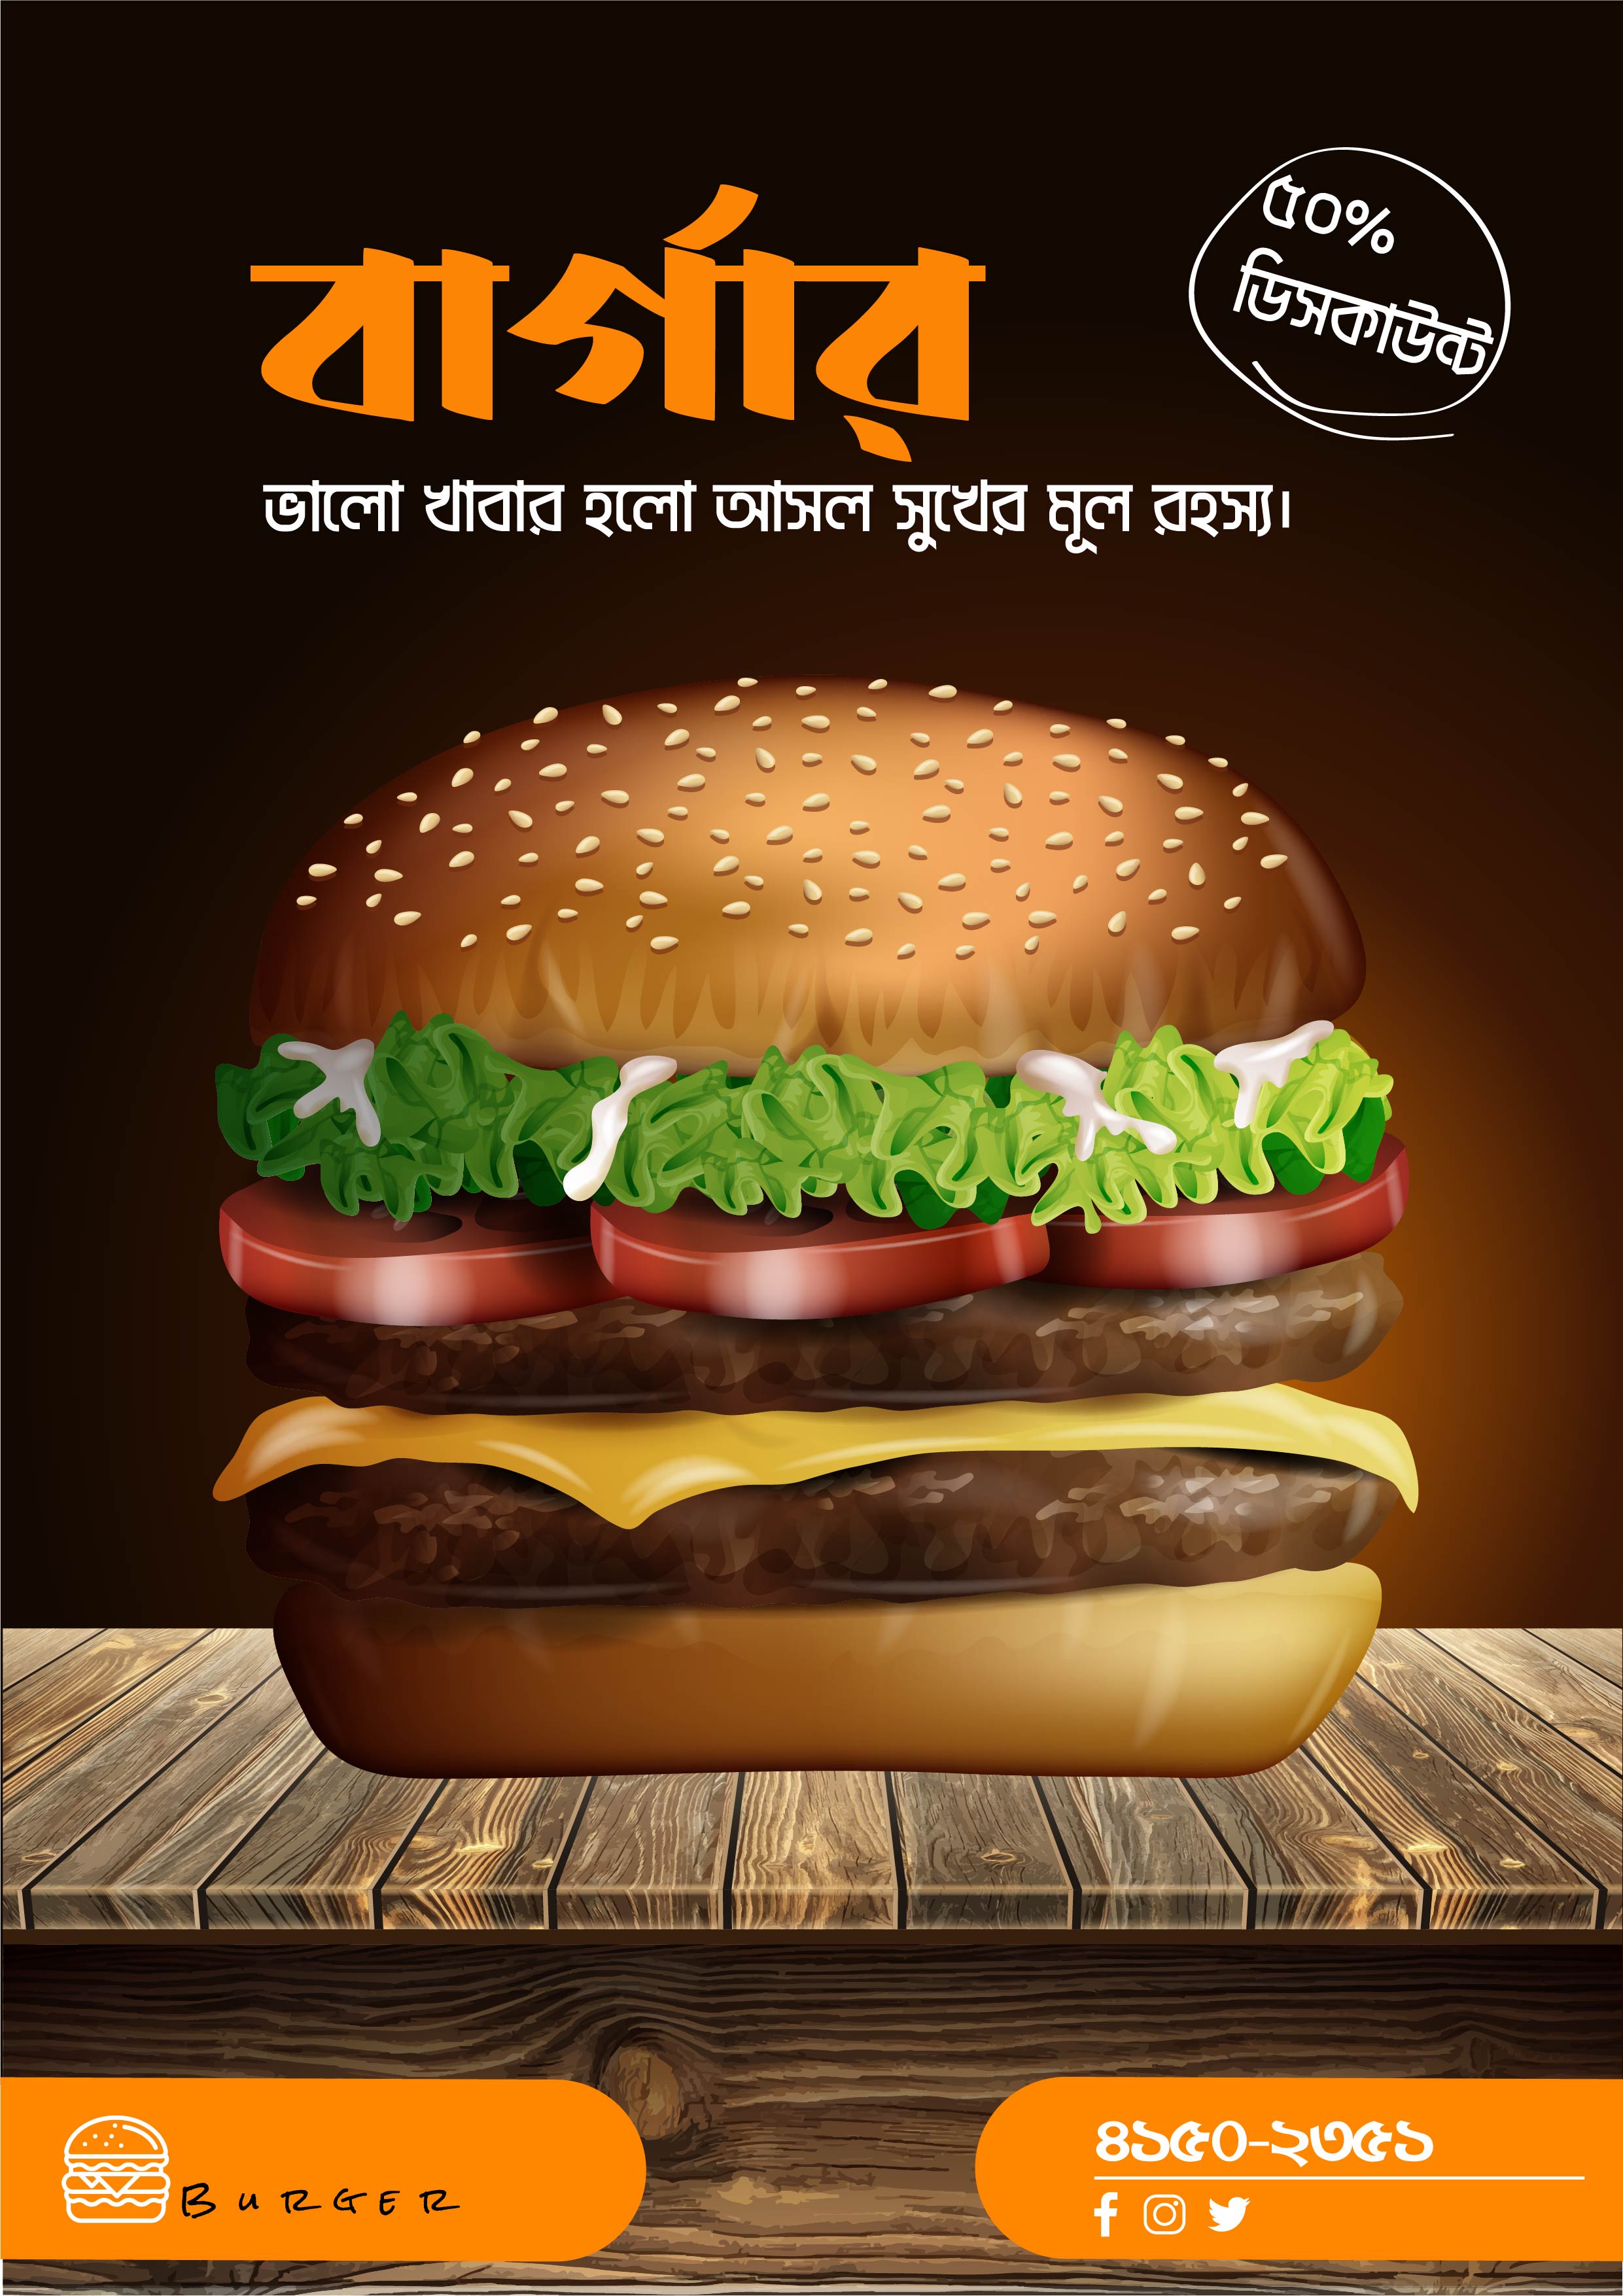 বার্গার
৫০%
ডিসকাউন্ট
ভালো খাবার হলো আসল সুখের মূল রহস্য।
BURGER
৪১৫০-২৩৫১